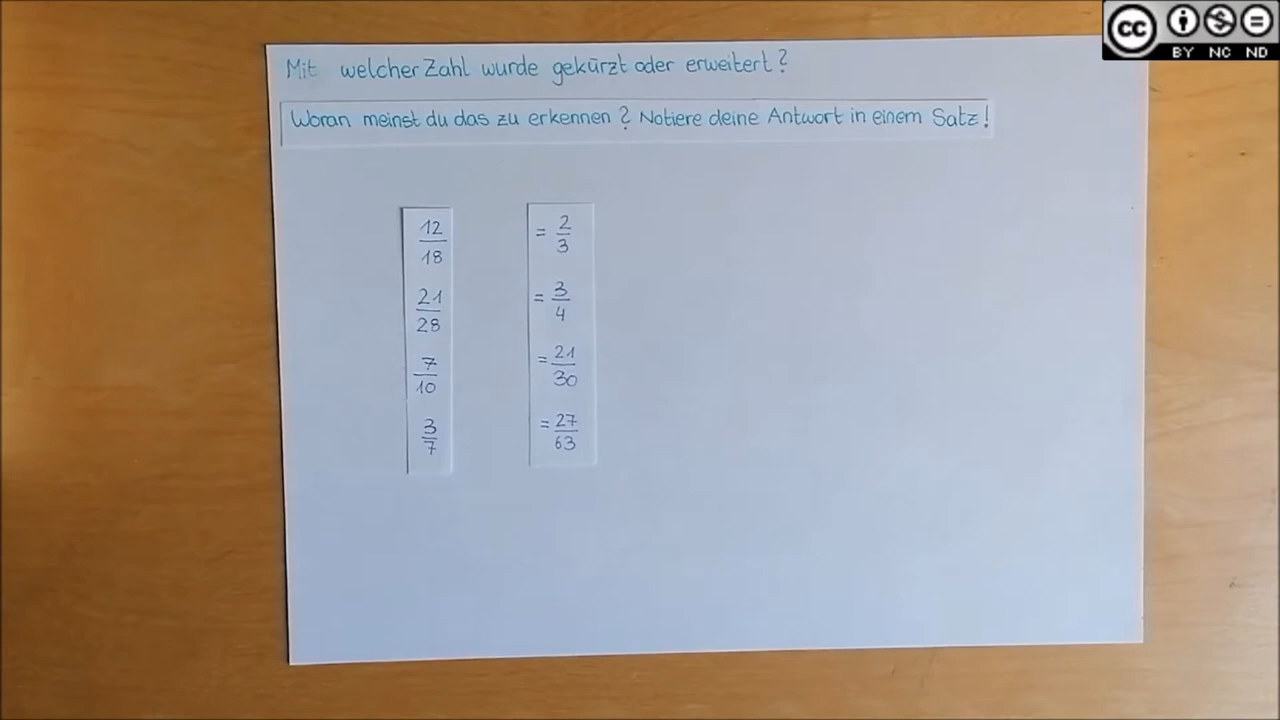 Mit welcher Zahl wurde gekürzt oder erweitert?
Woran meinst du das zu erkennen? Notiere deine Antwort in einem Satz!
12/18 = 2/3
21/28 = 3/4
7/10 = 21/30
3/7 = 27/63
CC BY NC ND